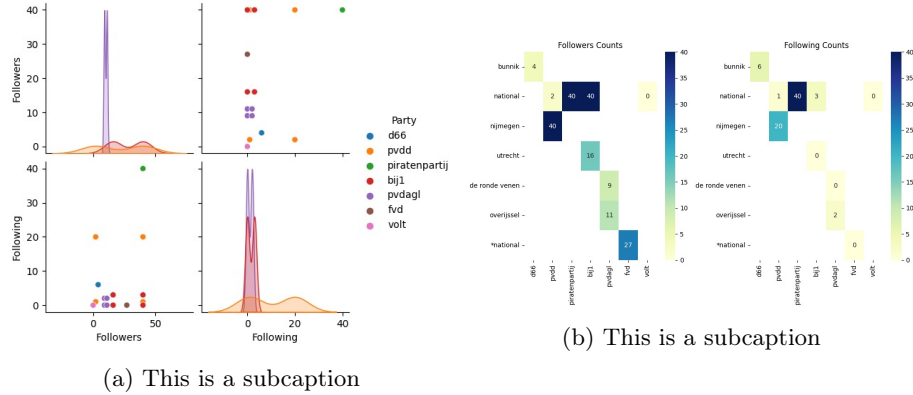 40
30
20
10
0
Followers
40
30
20
10
0
Following
0
50
Followers
0
20
40
Following
Party
d66
pvdd
piratenpartij
bij1
pvdagl
fvd
volt
(a) This is a subcaption
Followers Counts
bunnik
national
nijmegen
utrecht
de ronde venen
overijssel
*national
4
2 40 40 0
40
16
9
11
27
d66
pvdd
piratenpartij
bij1
pvdagl
fvd
volt
40
35
30
25
20
15
10
5
0
Following Counts
bunnik
national
nijmegen
utrecht
de ronde venen
overijssel
*national
6
1 40 3 0
20
0
0
2
0
d66
pvdd
piratenpartij
bij1
pvdagl
fvd
volt
40
35
30
25
20
15
10
5
0
(b) This is a subcaption